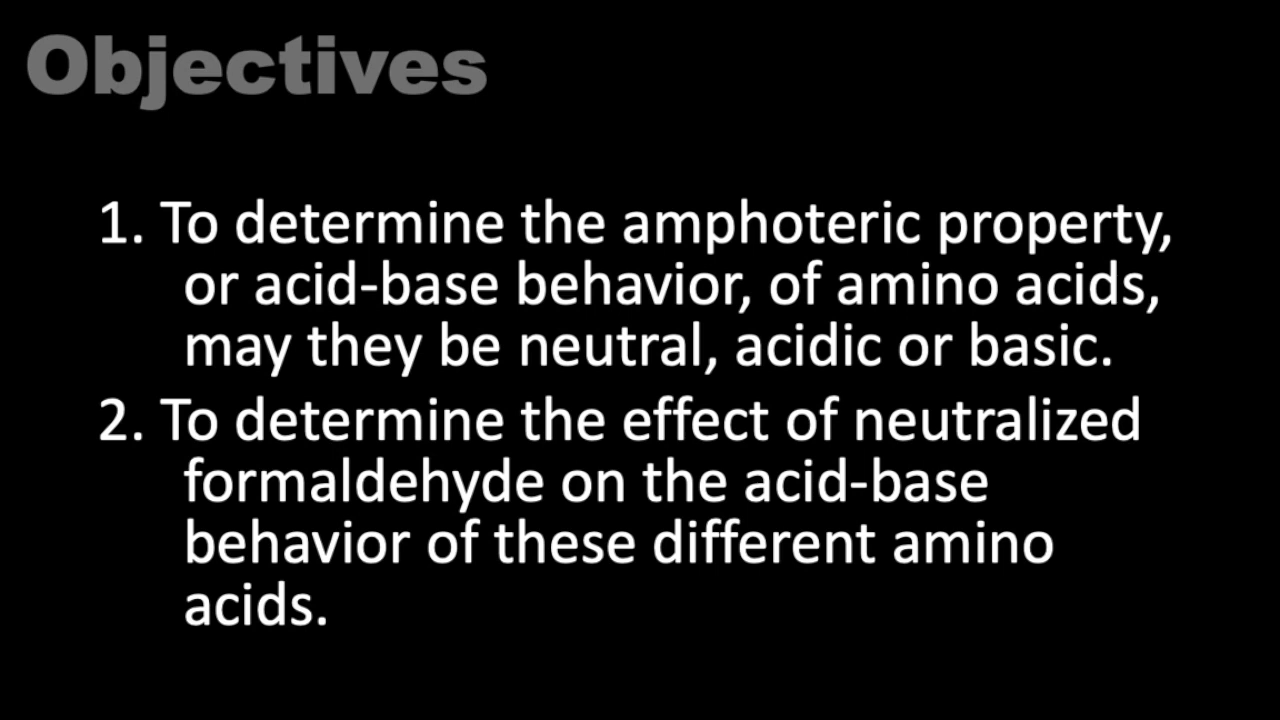 Objectives
1. To determine the amphoteric property,
or acid-base behavior, of amino acids,
may they be neutral, acidic or basic.
2. To determine the effect of neutralized
formaldehyde on the acid-base
behavior of these different amino
acids.